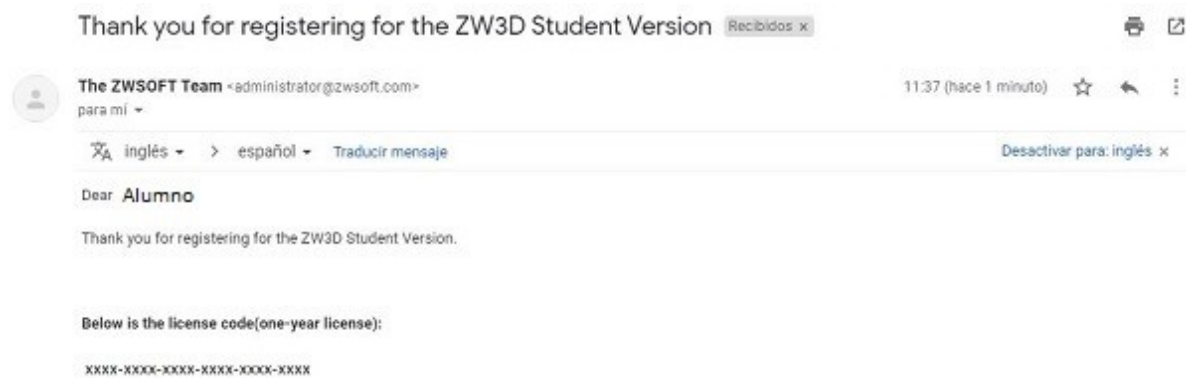 Thank you for registering for the ZW3D Student Version Recibidos x
The ZWSOFT Team <administrator@zwsoft.com> 11:37 (hace 1 minuto)
para mí
inglés > español Traducir mensaje Desactivar para: inglés x
Dear Alumno
Thank you for registering for the ZW3D Student Version.
Below is the license code(one-year license):
xxxx-xxxx-xxxx-xxxx-xxxx-xxxx